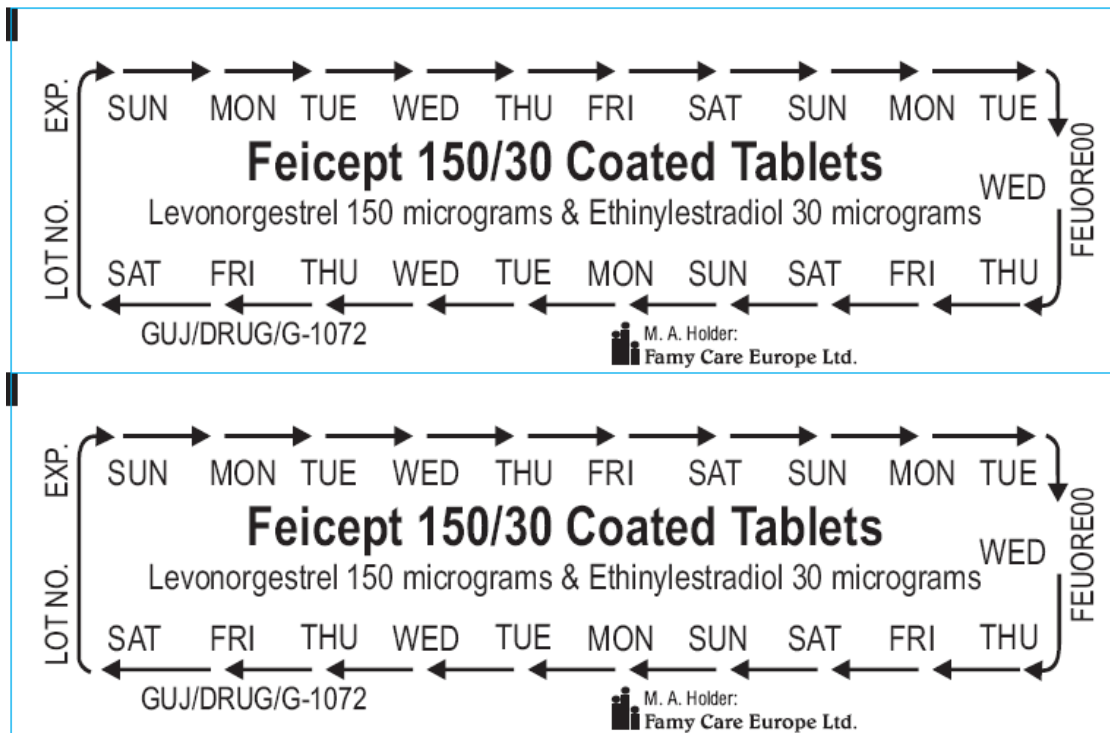 EXP.
LOT NO.
SUN MON TUE WED THU FRI SAT SUN MON TUE
Feicept 150/30 Coated Tablets
WED
Levonorgestrel 150 micrograms & Ethinylestradiol 30 micrograms
FEUORE00
SAT FRI THU WED TUE MON SUN SAT FRI THU
GUJ/DRUG/G-1072
M. A. Holder:
Famy Care Europe Ltd.
EXP.
LOT NO.
SUN MON TUE WED THU FRI SAT SUN MON TUE
Feicept 150/30 Coated Tablets
WED
Levonorgestrel 150 micrograms & Ethinylestradiol 30 micrograms
FEUORE00
SAT FRI THU WED TUE MON SUN SAT FRI THU
GUJ/DRUG/G-1072
M. A. Holder:
Famy Care Europe Ltd.